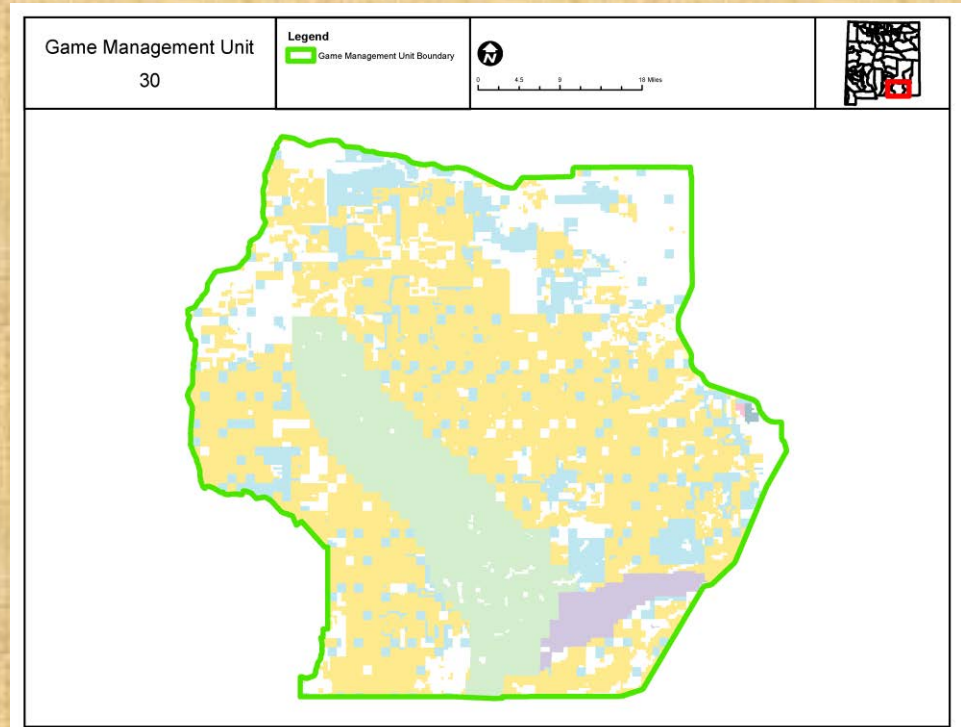 Game Management Unit
30
Legend
Game Management Unit Boundary
N
0 4.5 9 18 Miles